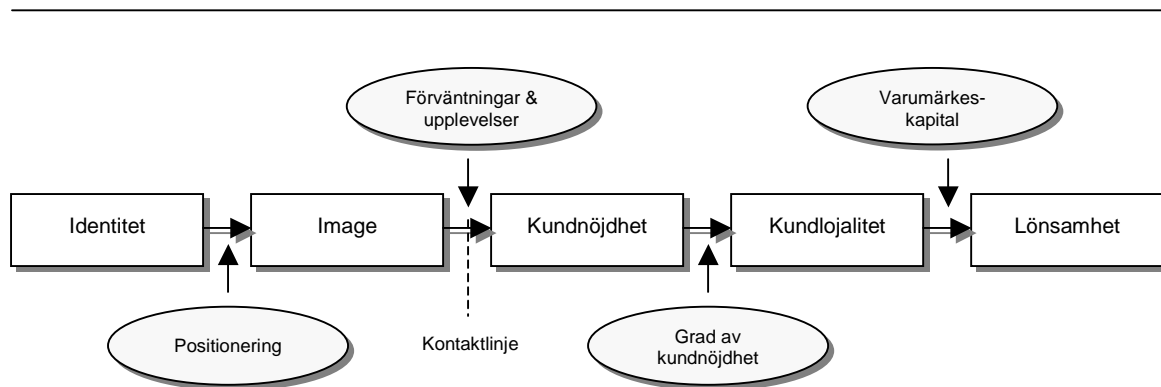 Förväntningar &
upplevelser
Varumärkes-
kapital
Identitet
Image
Kundnöjdhet
Kundlojalitet
Lönsamhet
Positionering
Kontaktlinje
Grad av
kundnöjdhet